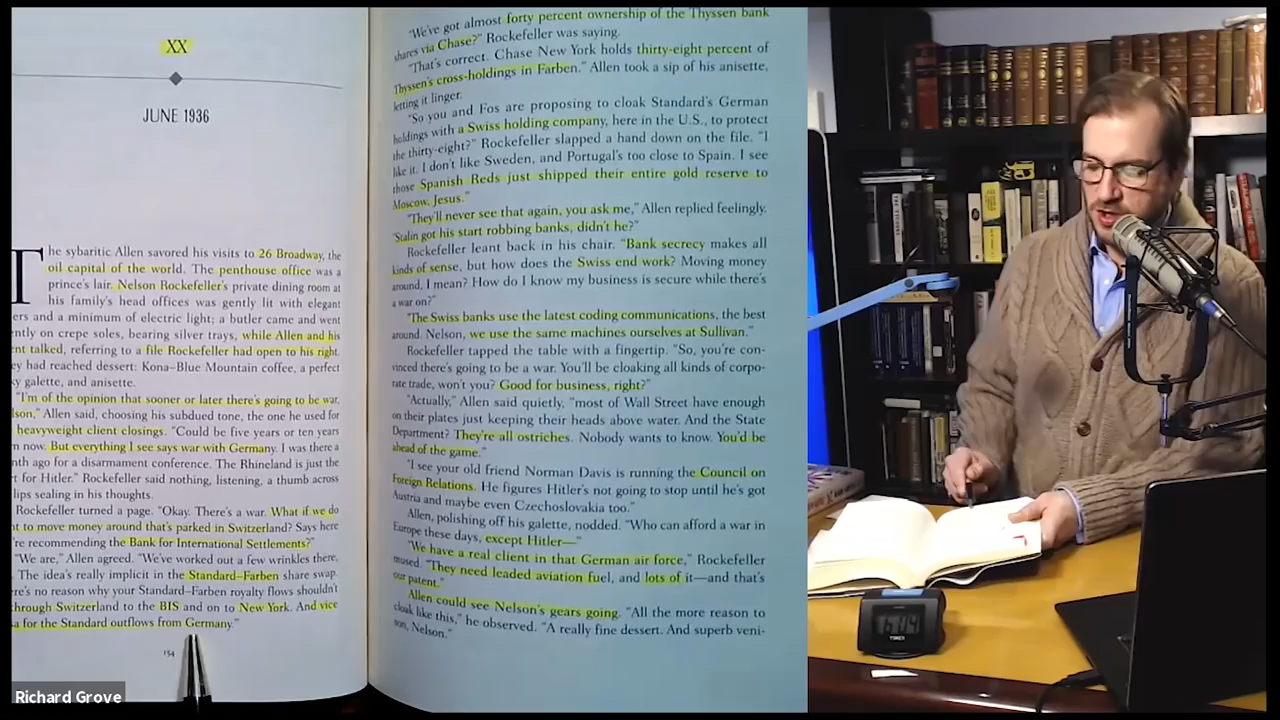 XX
JUNE 1936
The sybaritic Allen savored his visits to 26 Broadway, the
oil capital of the world. The penthouse office was a
prince's lair. Nelson Rockefeller's private dining room at
his family's head offices was gently lit with elegant
ers and a minimum of electric light; a butler came and went
ntly on crepe soles, bearing silver trays, while Allen and his
nt talked, referring to a file Rockefeller had open to his right.
ey had reached dessert: Kona–Blue Mountain coffee, a perfect
y galette, and anisette.
"I'm of the opinion that sooner or later there's going to be war,
lson," Allen said, choosing his subdued tone, the one he used for
heavyweight client closings. "Could be five years or ten years
m now. But everything I see says war with Germany. I was there a
nth ago for a disarmament conference. The Rhineland is just the
t for Hitler." Rockefeller said nothing, listening, a thumb across
lips sealing in his thoughts.
Rockefeller turned a page. "Okay. There's a war. What if we do
t to move money around that's parked in Switzerland? Says here
're recommending the Bank for International Settlements?"
"We are," Allen agreed. "We've worked out a few wrinkles there,
The idea's really implicit in the Standard–Farben share swap.
re's no reason why your Standard–Farben royalty flows shouldn't
hrough Switzerland to the BIS and on to New York. And vice
a for the Standard outflows from Germany."
154
"We've got almost forty percent ownership of the Thyssen bank
shares via Chase?" Rockefeller was saying.
"That's correct. Chase New York holds thirty-eight percent of
Thyssen's cross-holdings in Farben." Allen took a sip of his anisette,
letting it linger.
"So you and Fos are proposing to cloak Standard's German
holdings with a Swiss holding company, here in the U.S., to protect
the thirty-eight?" Rockefeller slapped a hand down on the file. "I
like it. I don't like Sweden, and Portugal's too close to Spain. I see
those Spanish Reds just shipped their entire gold reserve to
Moscow. Jesus."
"They'll never see that again, you ask me," Allen replied feelingly.
"Stalin got his start robbing banks, didn't he?"
Rockefeller leant back in his chair. "Bank secrecy makes all
kinds of sense, but how does the Swiss end work? Moving money
around, I mean? How do I know my business is secure while there's
a war on?"
"The Swiss banks use the latest coding communications, the best
around. Nelson, we use the same machines ourselves at Sullivan."
Rockefeller tapped the table with a fingertip. "So, you're con-
vinced there's going to be a war. You'll be cloaking all kinds of corpo-
rate trade, won't you? Good for business, right?"
"Actually," Allen said quietly, "most of Wall Street have enough
on their plates just keeping their heads above water. And the State
Department? They're all ostriches. Nobody wants to know. You'd be
ahead of the game."
"I see your old friend Norman Davis is running the Council on
Foreign Relations. He figures Hitler's not going to stop until he's got
Austria and maybe even Czechoslovakia too."
Allen, polishing off his galette, nodded. "Who can afford a war in
Europe these days, except Hitler—"
"We have a real client in that German air force," Rockefeller
mused. "They need leaded aviation fuel, and lots of it—and that's
our patent."
Allen could see Nelson's gears going. "All the more reason to
cloak like this," he observed. "A really fine dessert. And superb veni-
son, Nelson."
Richard Grove
TIMEX